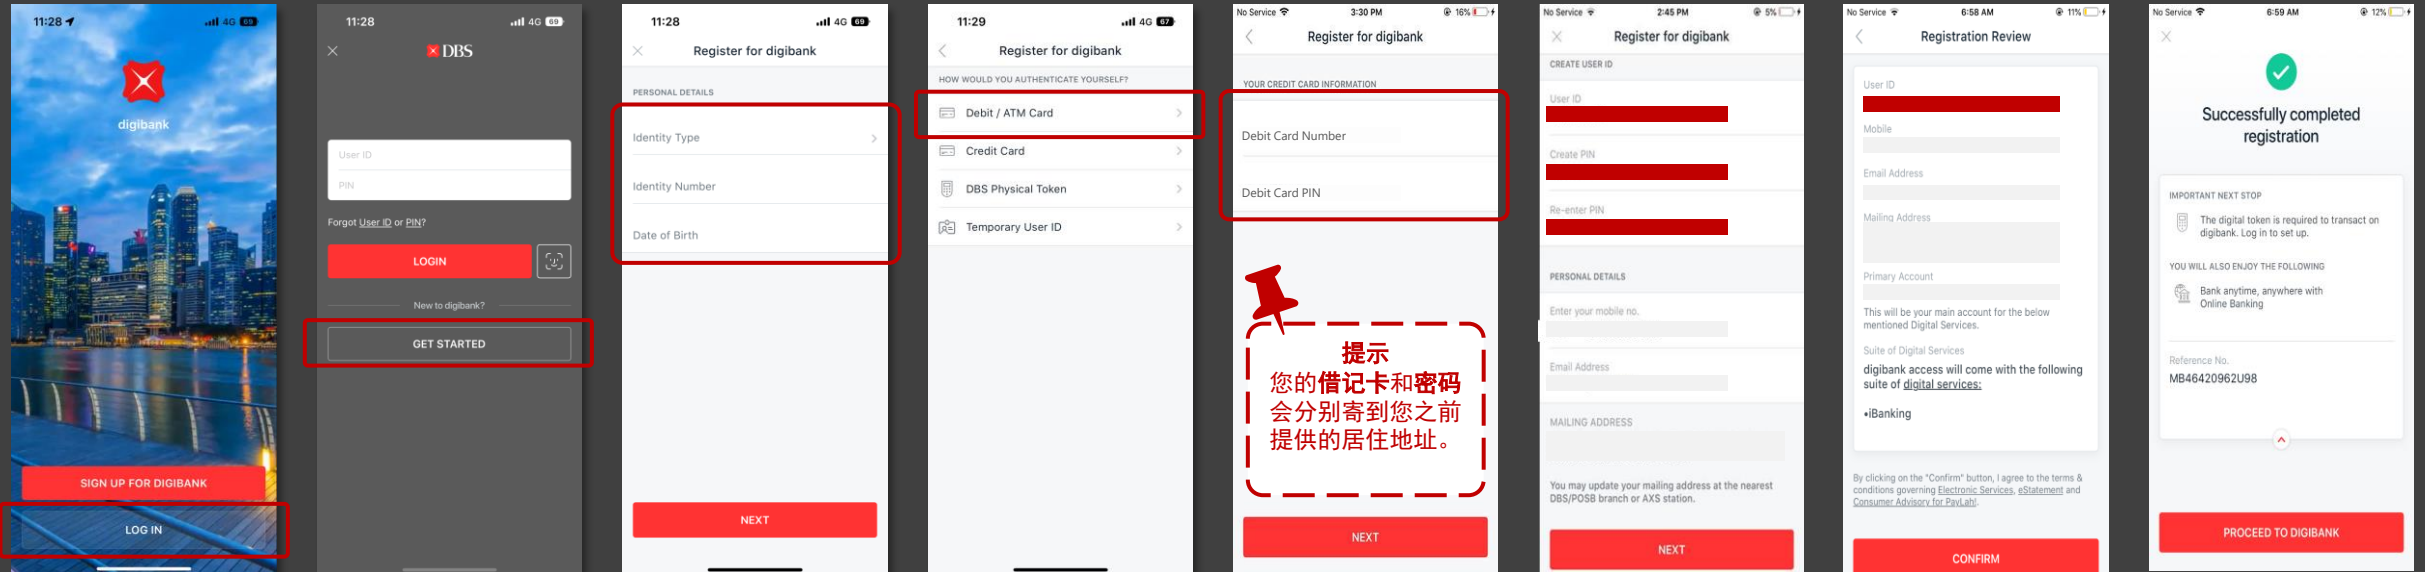 11:28
4G 69
digibank
SIGN UP FOR DIGIBANK
LOG IN
11:28
4G 69
DBS
User ID
PIN
Forgot User ID or PIN?
LOGIN
New to digibank?
GET STARTED
11:28
4G 69
Register for digibank
PERSONAL DETAILS
Identity Type
Identity Number
Date of Birth
NEXT
11:29
4G 67
Register for digibank
HOW WOULD YOU AUTHENTICATE YOURSELF?
Debit / ATM Card
Credit Card
DBS Physical Token
Temporary User ID
No Service 3:30 PM 16%
Register for digibank
YOUR CREDIT CARD INFORMATION
Debit Card Number
Debit Card PIN
提示
您的借记卡和密码
会分别寄到您之前
提供的居住地址。
NEXT
No Service 2:45 PM 5%
Register for digibank
CREATE USER ID
User ID
Create PIN
Re-enter PIN
PERSONAL DETAILS
Enter your mobile no.
Email Address
MAILING ADDRESS
You may update your mailing address at the nearest
DBS/POSB branch or AXS station.
NEXT
No Service 6:58 AM 11%
Registration Review
User ID
Mobile
Email Address
Mailing Address
Primary Account
This will be your main account for the below
mentioned Digital Services.
Suite of Digital Services
digibank access will come with the following
suite of digital services:
•iBanking
By clicking on the "Confirm" button, I agree to the terms &
conditions governing Electronic Services, eStatement and
Consumer Advisory for PayLah!.
CONFIRM
No Service 6:59 AM 12%
Successfully completed
registration
IMPORTANT NEXT STOP
The digital token is required to transact on
digibank. Log in to set up.
YOU WILL ALSO ENJOY THE FOLLOWING
Bank anytime, anywhere with
Online Banking
Reference No.
MB46420962U98
PROCEED TO DIGIBANK